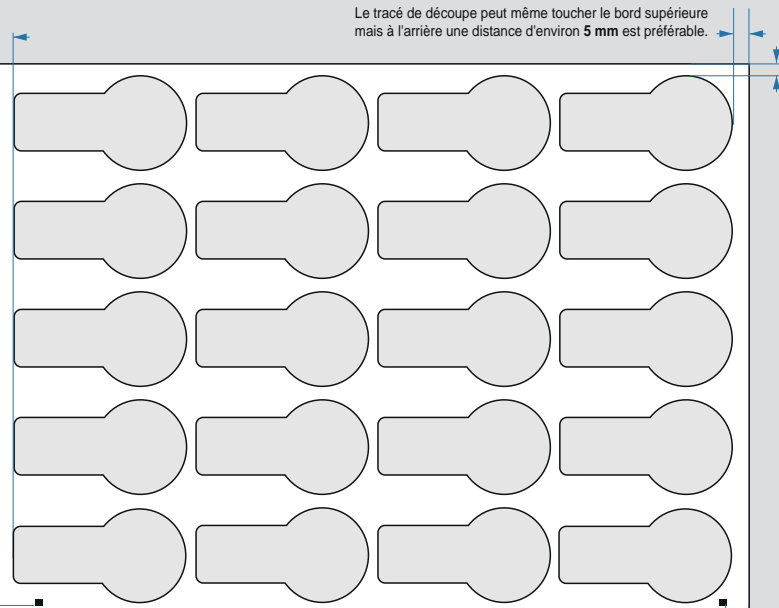 Le tracé de découpe peut même toucher le bord supérieure
mais à l'arrière une distance d'environ 5 mm est préférable.